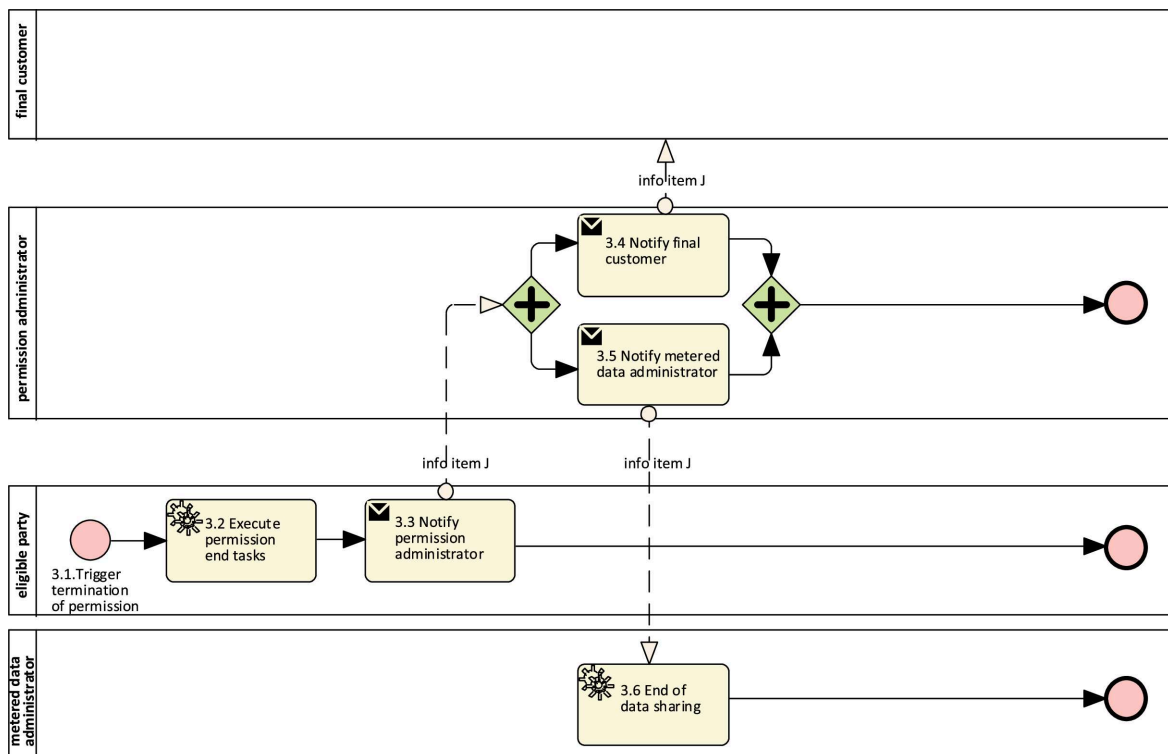 final customer
info item J
permission administrator
3.4 Notify final
customer
3.5 Notify metered
data administrator
info item J
info item J
eligible party
3.1.Trigger
termination
of permission
3.2 Execute
permission
end tasks
3.3 Notify
permission
administrator
metered data
administrator
3.6 End of
data sharing